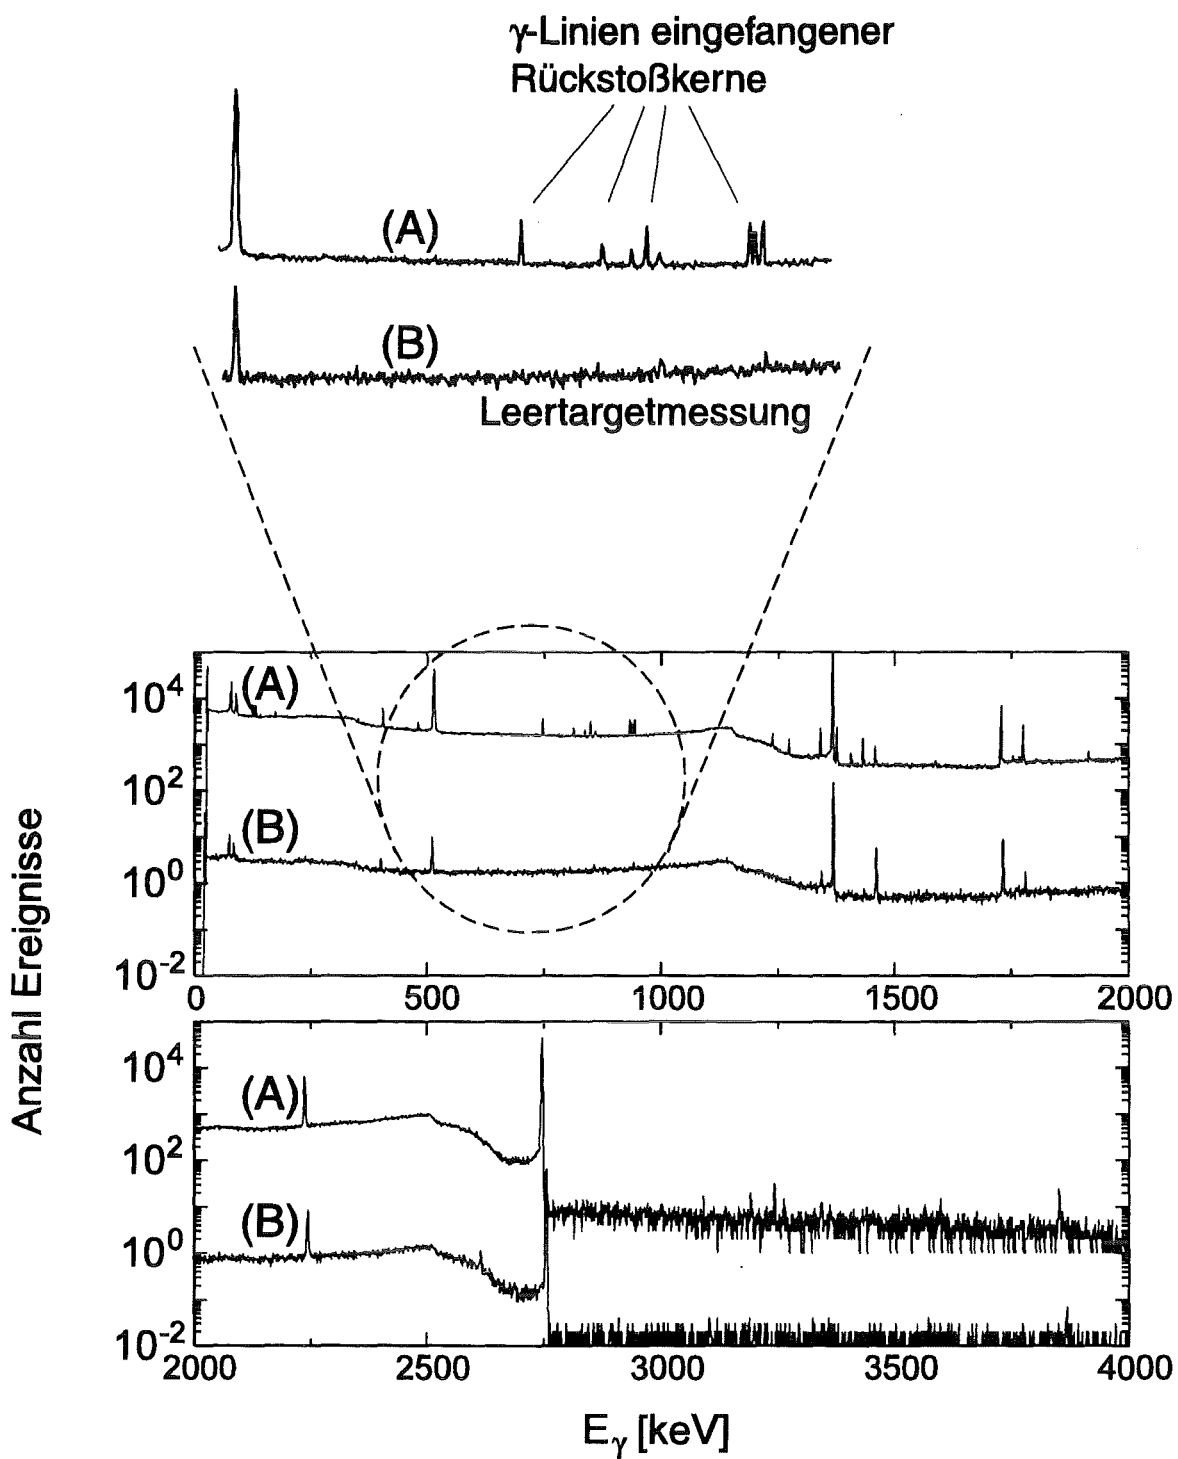 γ-Linien eingefangener
Rückstoßkerne
(A)
(B)
Leertargetmessung
Anzahl Ereignisse
10⁴
10²
10⁰
10⁻²
(A)
(B)
0 500 1000 1500 2000
10⁴
10²
10⁰
10⁻²
(A)
(B)
2000 2500 3000 3500 4000
Eγ [keV]